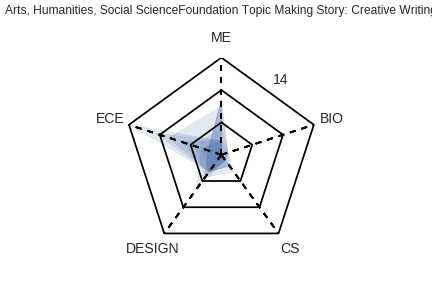 Arts, Humanities, Social ScienceFoundation Topic Making Story: Creative Writing
ME
14
ECE
BIO
DESIGN
CS